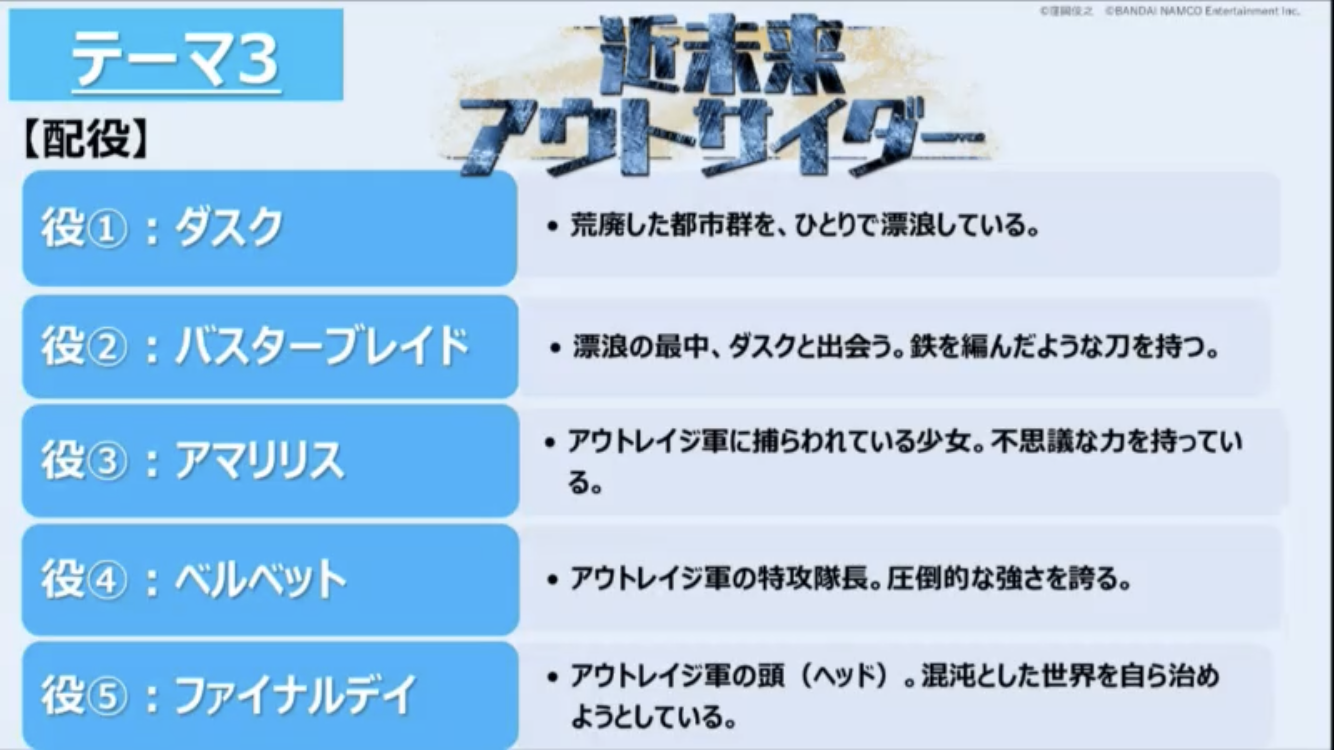 ©窪岡俊之 ©BANDAI NAMCO Entertainment Inc.
テーマ3
近未来
アウトサイダー
【配役】
役①：ダスク
・荒廃した都市群を、ひとりで漂浪している。
役②：バスターブレイド
・漂浪の最中、ダスクと出会う。鉄を編んだような刀を持つ。
役③：アマリリス
・アウトレイジ軍に捕らわれている少女。不思議な力を持ってい
る。
役④：ベルベット
・アウトレイジ軍の特攻隊長。圧倒的な強さを誇る。
役⑤：ファイナルデイ
・アウトレイジ軍の頭（ヘッド）。混沌とした世界を自ら治め
ようとしている。